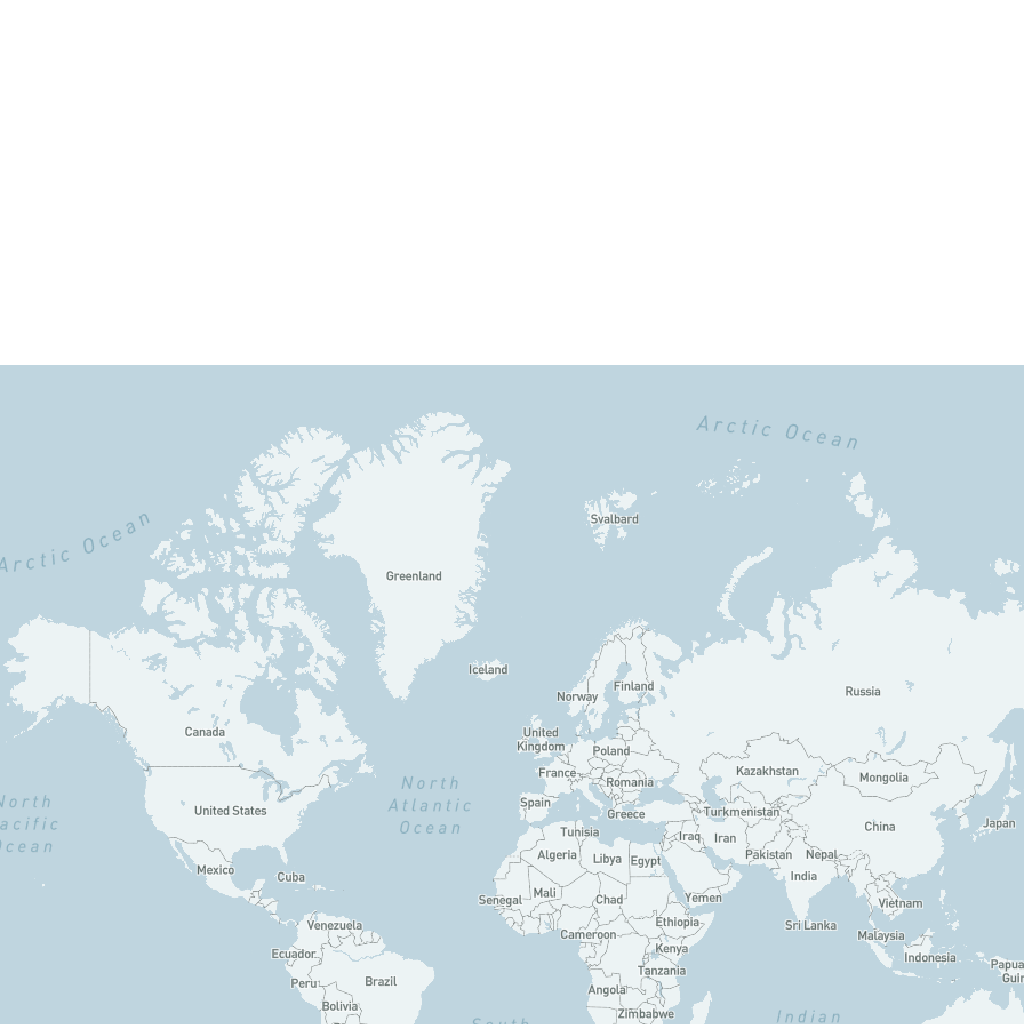 Arctic Ocean
Svalbard
Arctic Ocean
Greenland
Iceland
Finland
Norway
Russia
Canada
United
Kingdom
Poland
Kazakhstan
France
Mongolia
North
Atlantic
Ocean
Romania
North
acific
cean
Spain
United States
Greece
Turkmenistan
China
Japan
Tunisia
Iraq
Iran
Algeria
Libya
Egypt
Pakistan
Nepal
Mexico
Cuba
India
Mali
Senegal
Chad
Yemen
Vietnam
Venezuela
Ethiopia
Sri Lanka
Cameroon
Malaysia
Ecuador
Kenya
Indonesia
Papua
Guin
Tanzania
Peru
Brazil
Angola
Bolivia
Zimbabwe
Indian
South